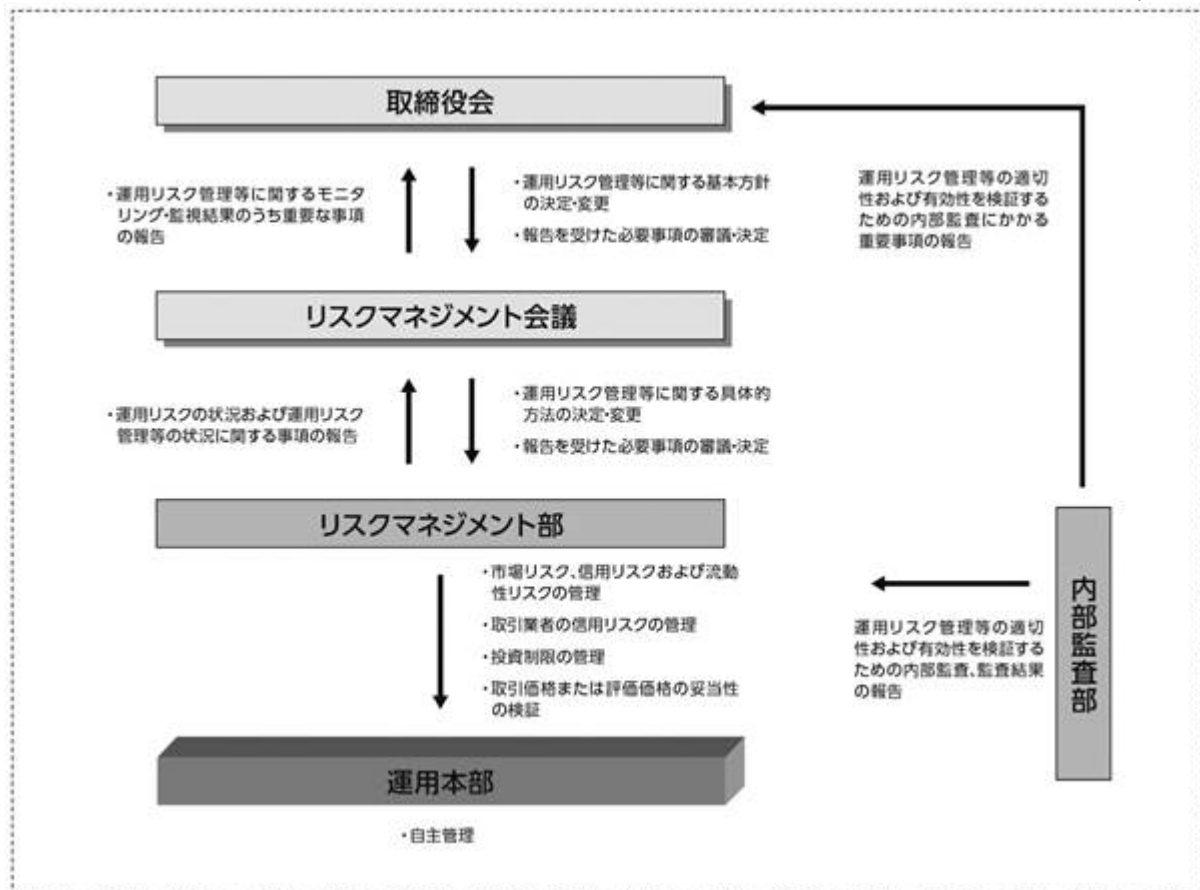 取締役会
・運用リスク管理等に関するモニタ
リング・監視結果のうち重要な事項
の報告
・運用リスク管理等に関する基本方針
の決定・変更
・報告を受けた必要事項の審議・決定
運用リスク管理等の適切
性および有効性を検証する
ための内部監査にかかる
重要事項の報告
リスクマネジメント会議
・運用リスクの状況および運用リスク
管理等の状況に関する事項の報告
・運用リスク管理等に関する具体的
方法の決定・変更
・報告を受けた必要事項の審議・決定
リスクマネジメント部
・市場リスク、信用リスクおよび流動
性リスクの管理
・取引業者の信用リスクの管理
・投資制限の管理
・取引価格または評価価格の妥当性
の検証
運用リスク管理等の適切
性および有効性を検証する
ための内部監査、監査結果
の報告
内部監査部
運用本部
・自主管理